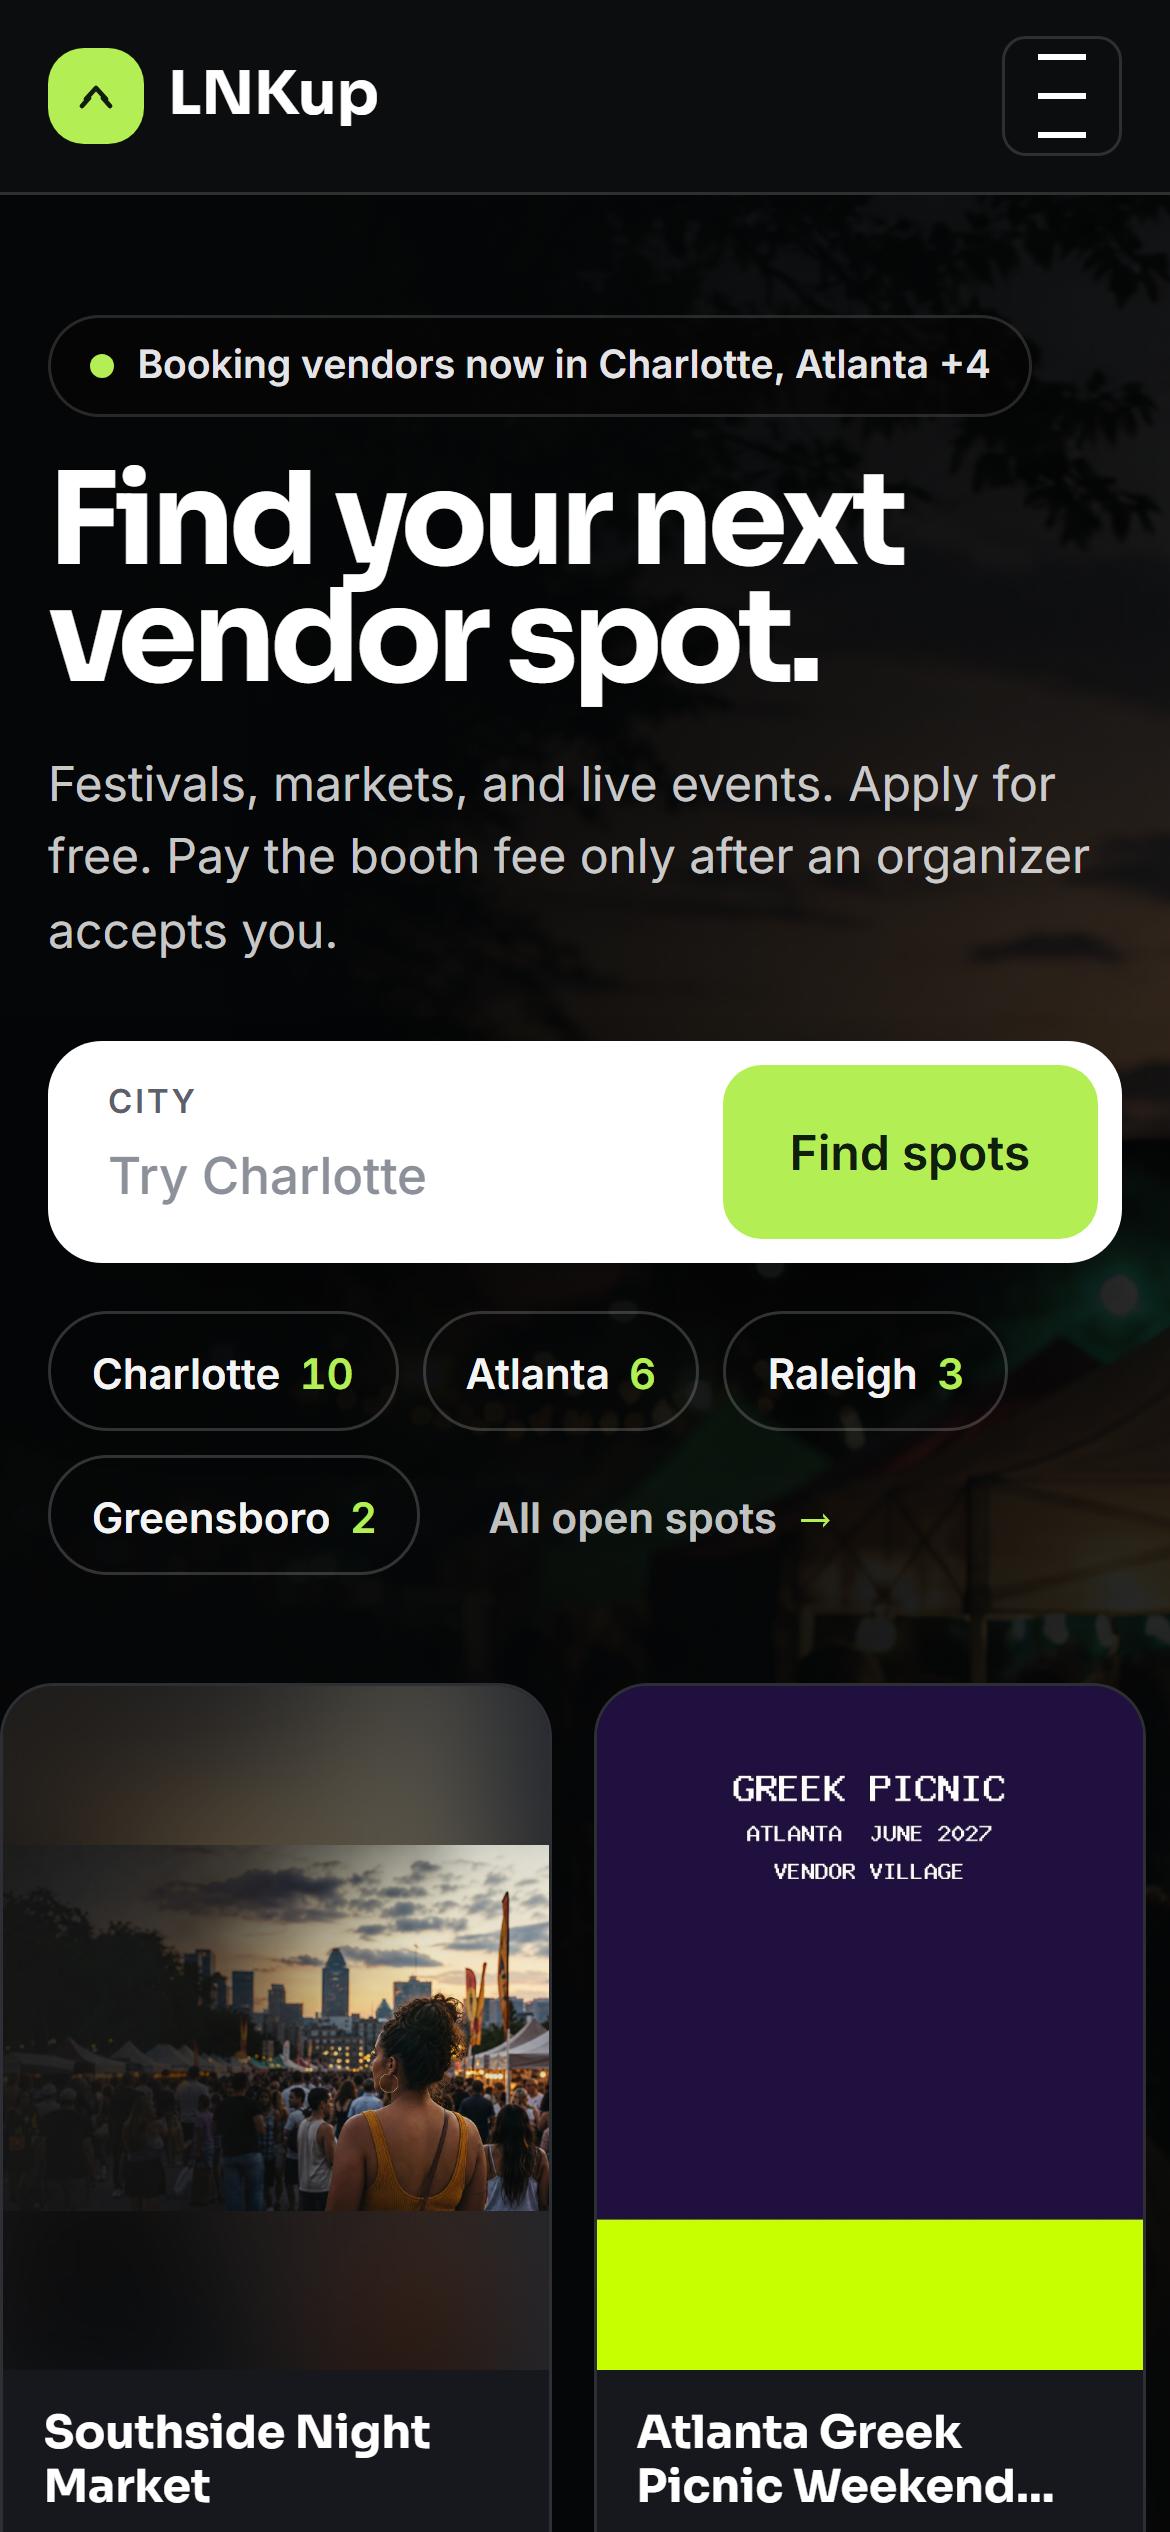 LNKup
Booking vendors now in Charlotte, Atlanta +4
Find your next
vendor spot.
Festivals, markets, and live events. Apply for
free. Pay the booth fee only after an organizer
accepts you.
CITY
Try Charlotte
Find spots
Charlotte 10
Atlanta 6
Raleigh 3
Greensboro 2
All open spots →
GREEK PICNIC
ATLANTA JUNE 2027
VENDOR VILLAGE
Southside Night
Market
Atlanta Greek
Picnic Weekend...